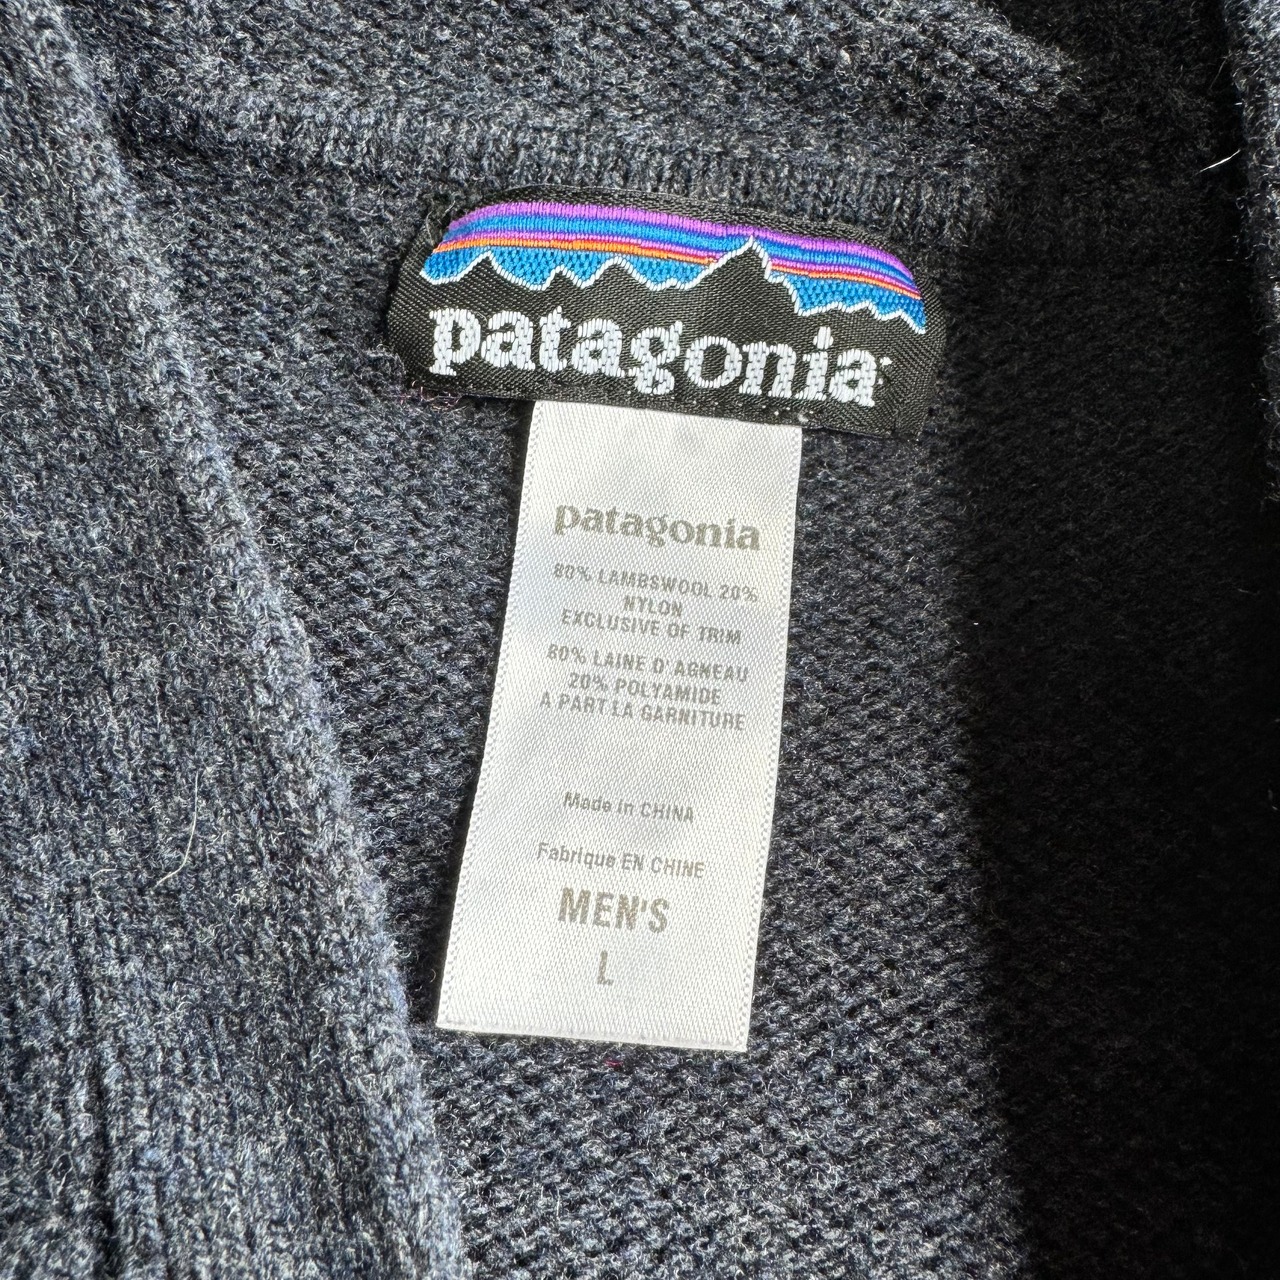 patagonia
patagonia
80% LAMBSWOOL 20%
NYLON
EXCLUSIVE OF TRIM
80% LAINE D'AGNEAU
20% POLYAMIDE
A PART LA GARNITURE
Made in CHINA
Fabrique EN CHINE
MEN'S
L